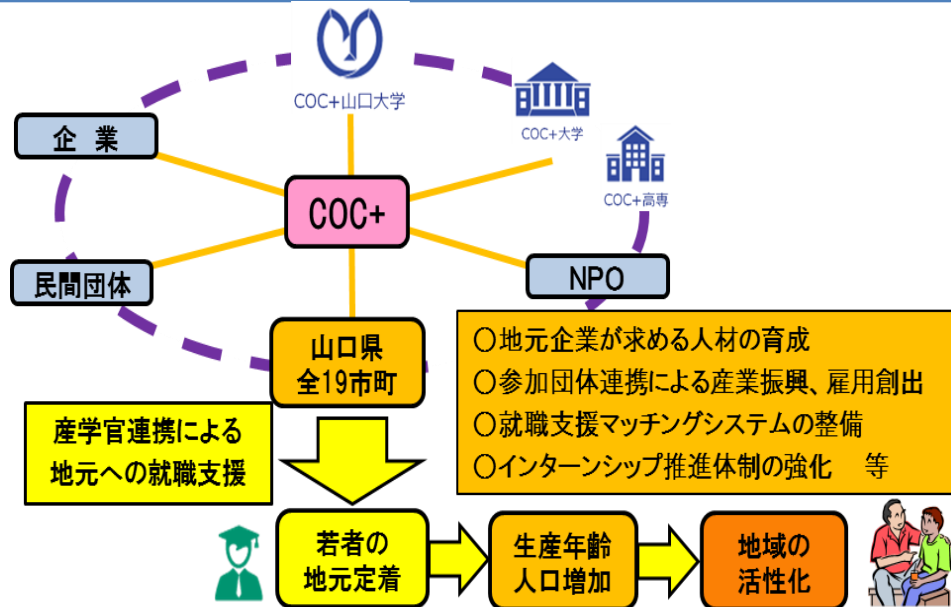 COC+山口大学
COC+大学
COC+高専
企 業
COC+
民間団体
NPO
山口県
全19市町
〇地元企業が求める人材の育成
〇参加団体連携による産業振興、雇用創出
〇就職支援マッチングシステムの整備
〇インターンシップ推進体制の強化 等
産学官連携による
地元への就職支援
若者の
地元定着
生産年齢
人口増加
地域の
活性化